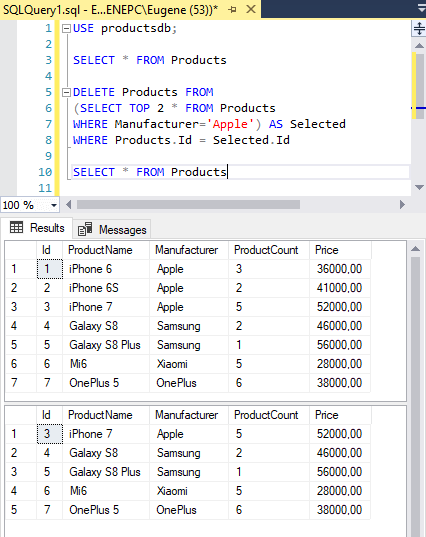 SQLQuery1.sql - E...ENEPC\Eugene (53))*
1 USE productsdb;
2
3 SELECT * FROM Products
4
5 DELETE Products FROM
6 (SELECT TOP 2 * FROM Products
7 WHERE Manufacturer='Apple') AS Selected
8 WHERE Products.Id = Selected.Id
9
10 SELECT * FROM Products
11
100 %
Results Messages
Id ProductName Manufacturer ProductCount Price
1 1 iPhone 6 Apple 3 36000,00
2 2 iPhone 6S Apple 2 41000,00
3 3 iPhone 7 Apple 5 52000,00
4 4 Galaxy S8 Samsung 2 46000,00
5 5 Galaxy S8 Plus Samsung 1 56000,00
6 6 Mi6 Xiaomi 5 28000,00
7 7 OnePlus 5 OnePlus 6 38000,00
Id ProductName Manufacturer ProductCount Price
1 3 iPhone 7 Apple 5 52000,00
2 4 Galaxy S8 Samsung 2 46000,00
3 5 Galaxy S8 Plus Samsung 1 56000,00
4 6 Mi6 Xiaomi 5 28000,00
5 7 OnePlus 5 OnePlus 6 38000,00